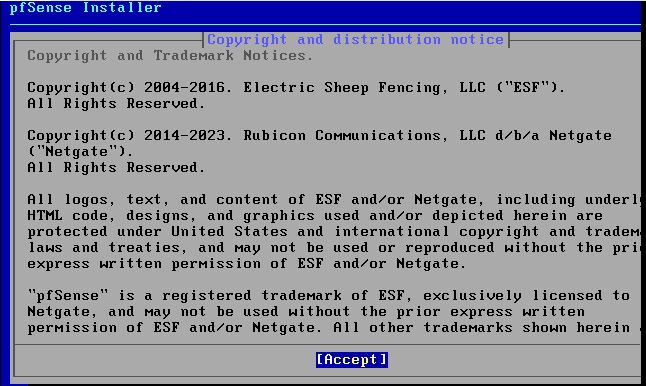 pfSense Installer
Copyright and distribution notice
Copyright and Trademark Notices.
Copyright(c) 2004-2016. Electric Sheep Fencing, LLC ("ESF").
All Rights Reserved.
Copyright(c) 2014-2023. Rubicon Communications, LLC d/b/a Netgate
("Netgate").
All Rights Reserved.
All logos, text, and content of ESF and/or Netgate, including underly
HTML code, designs, and graphics used and/or depicted herein are
protected under United States and international copyright and tradema
laws and treaties, and may not be used or reproduced without the prio
express written permission of ESF and/or Netgate.
"pfSense" is a registered trademark of ESF, exclusively licensed to
Netgate, and may not be used without the prior express written
permission of ESF and/or Netgate. All other trademarks shown herein
[Accept]